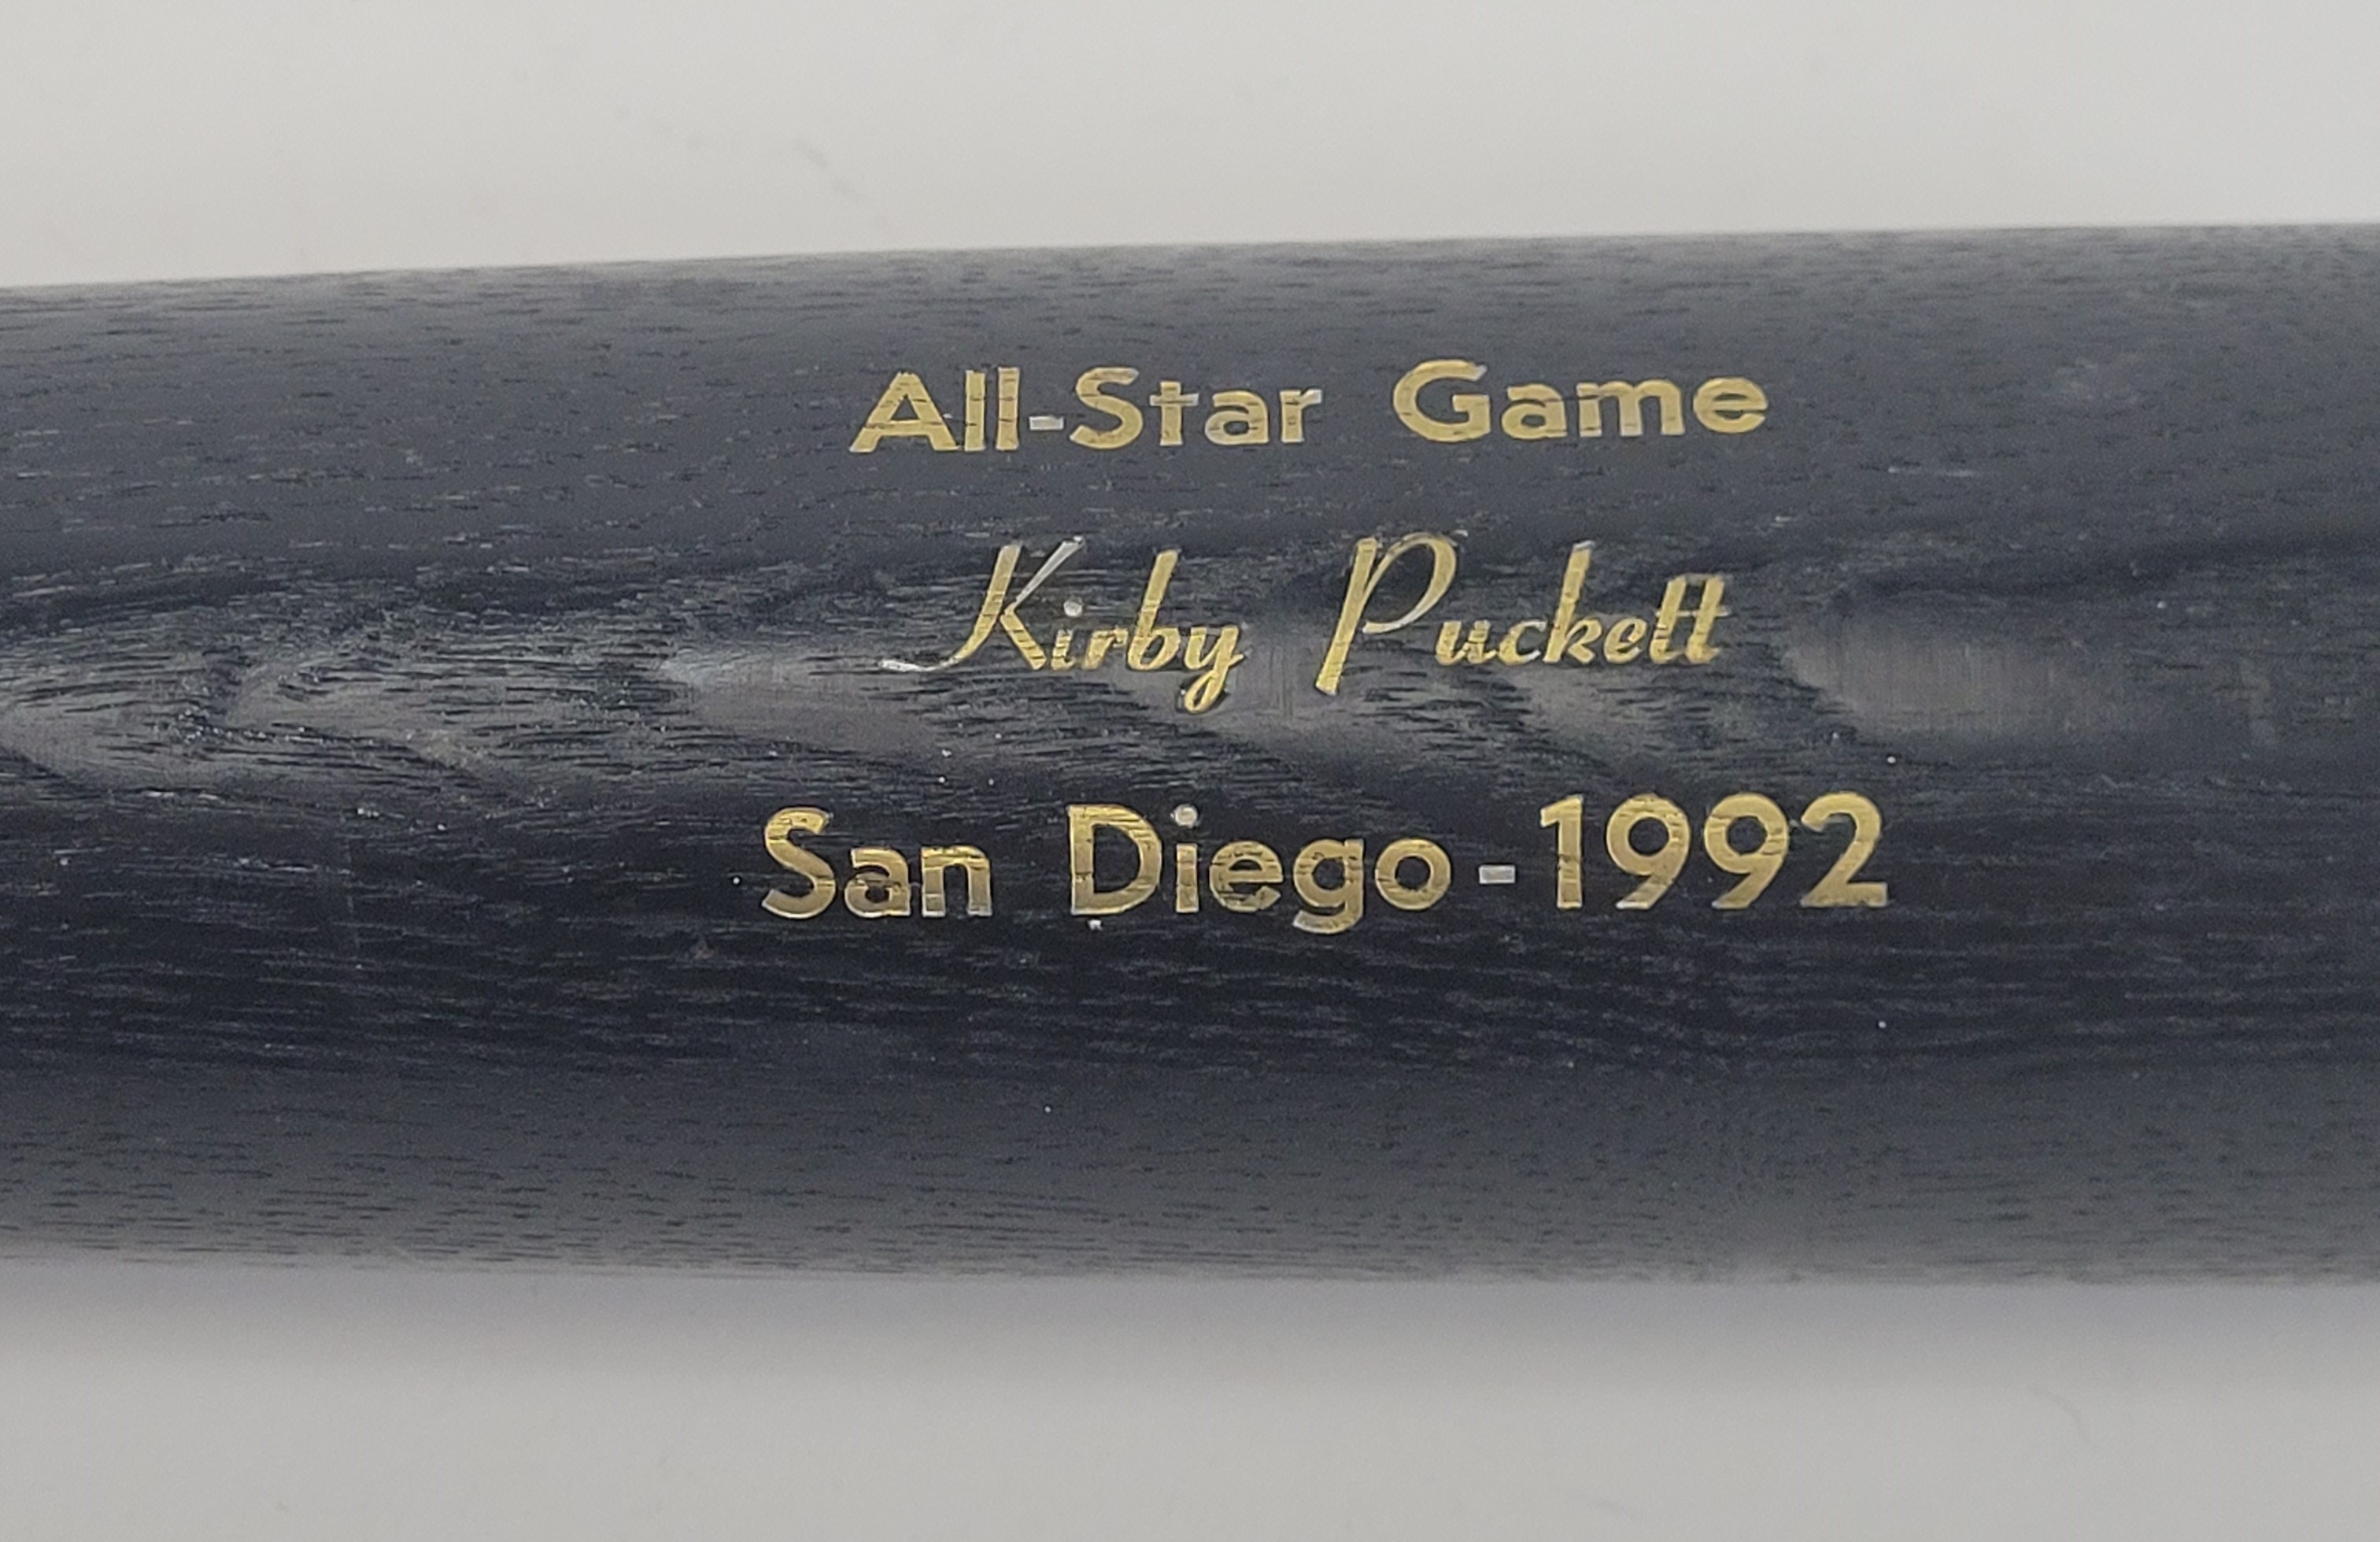 All-Star Game
Kirby Puckett
San Diego-1992